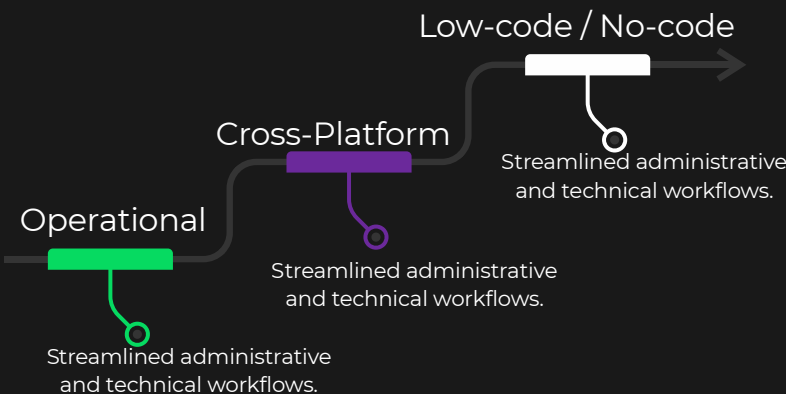 Low-code / No-code
Streamlined administrative
and technical workflows.
Cross-Platform
Streamlined administrative
and technical workflows.
Operational
Streamlined administrative
and technical workflows.